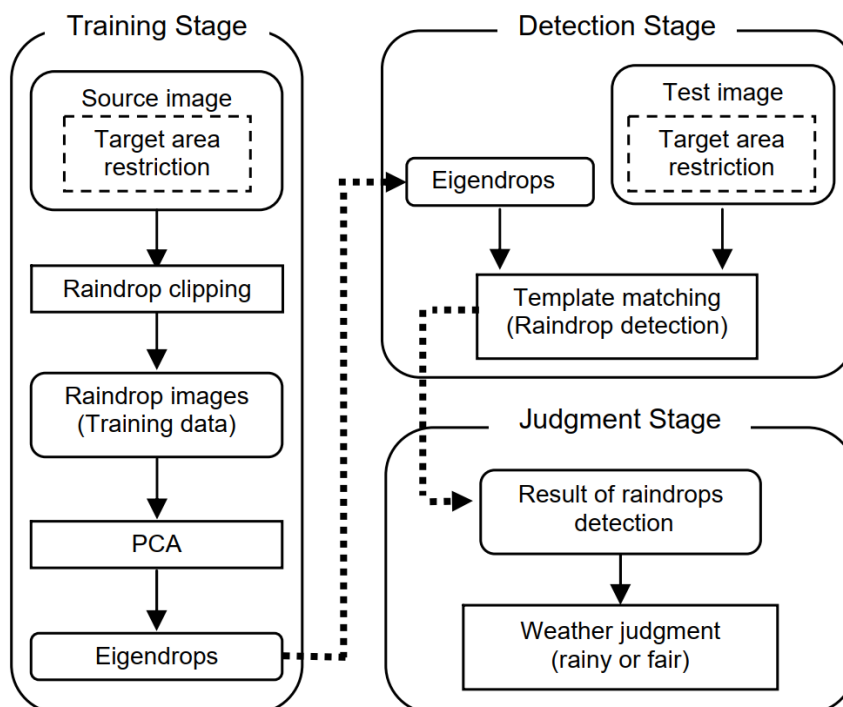 Training Stage
Source image
Target area
restriction
Raindrop clipping
Raindrop images
(Training data)
PCA
Eigendrops
Detection Stage
Test image
Target area
restriction
Eigendrops
Template matching
(Raindrop detection)
Judgment Stage
Result of raindrops
detection
Weather judgment
(rainy or fair)